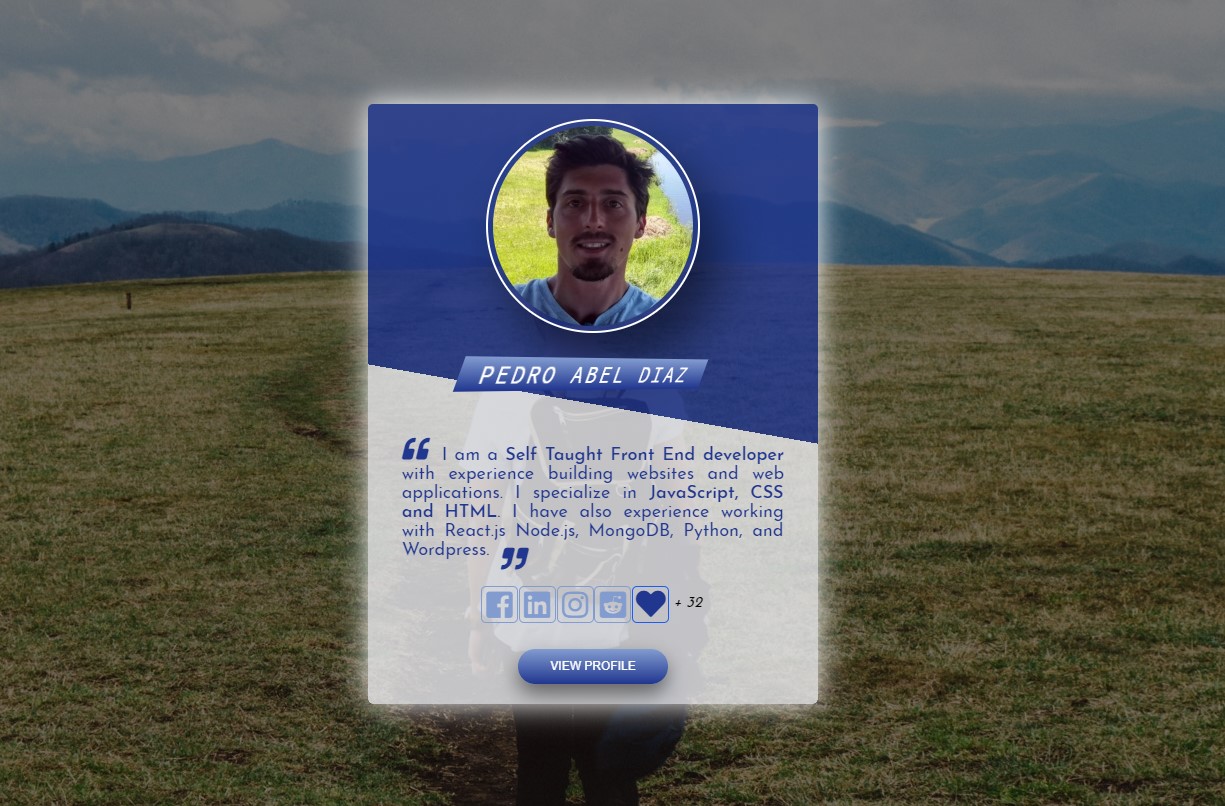 PEDRO ABEL DIAZ
❝ I am a Self Taught Front End developer
with experience building websites and web
applications. I specialize in JavaScript, CSS
and HTML. I have also experience working
with React.js Node.js, MongoDB, Python, and
Wordpress. ❞
+ 32
VIEW PROFILE